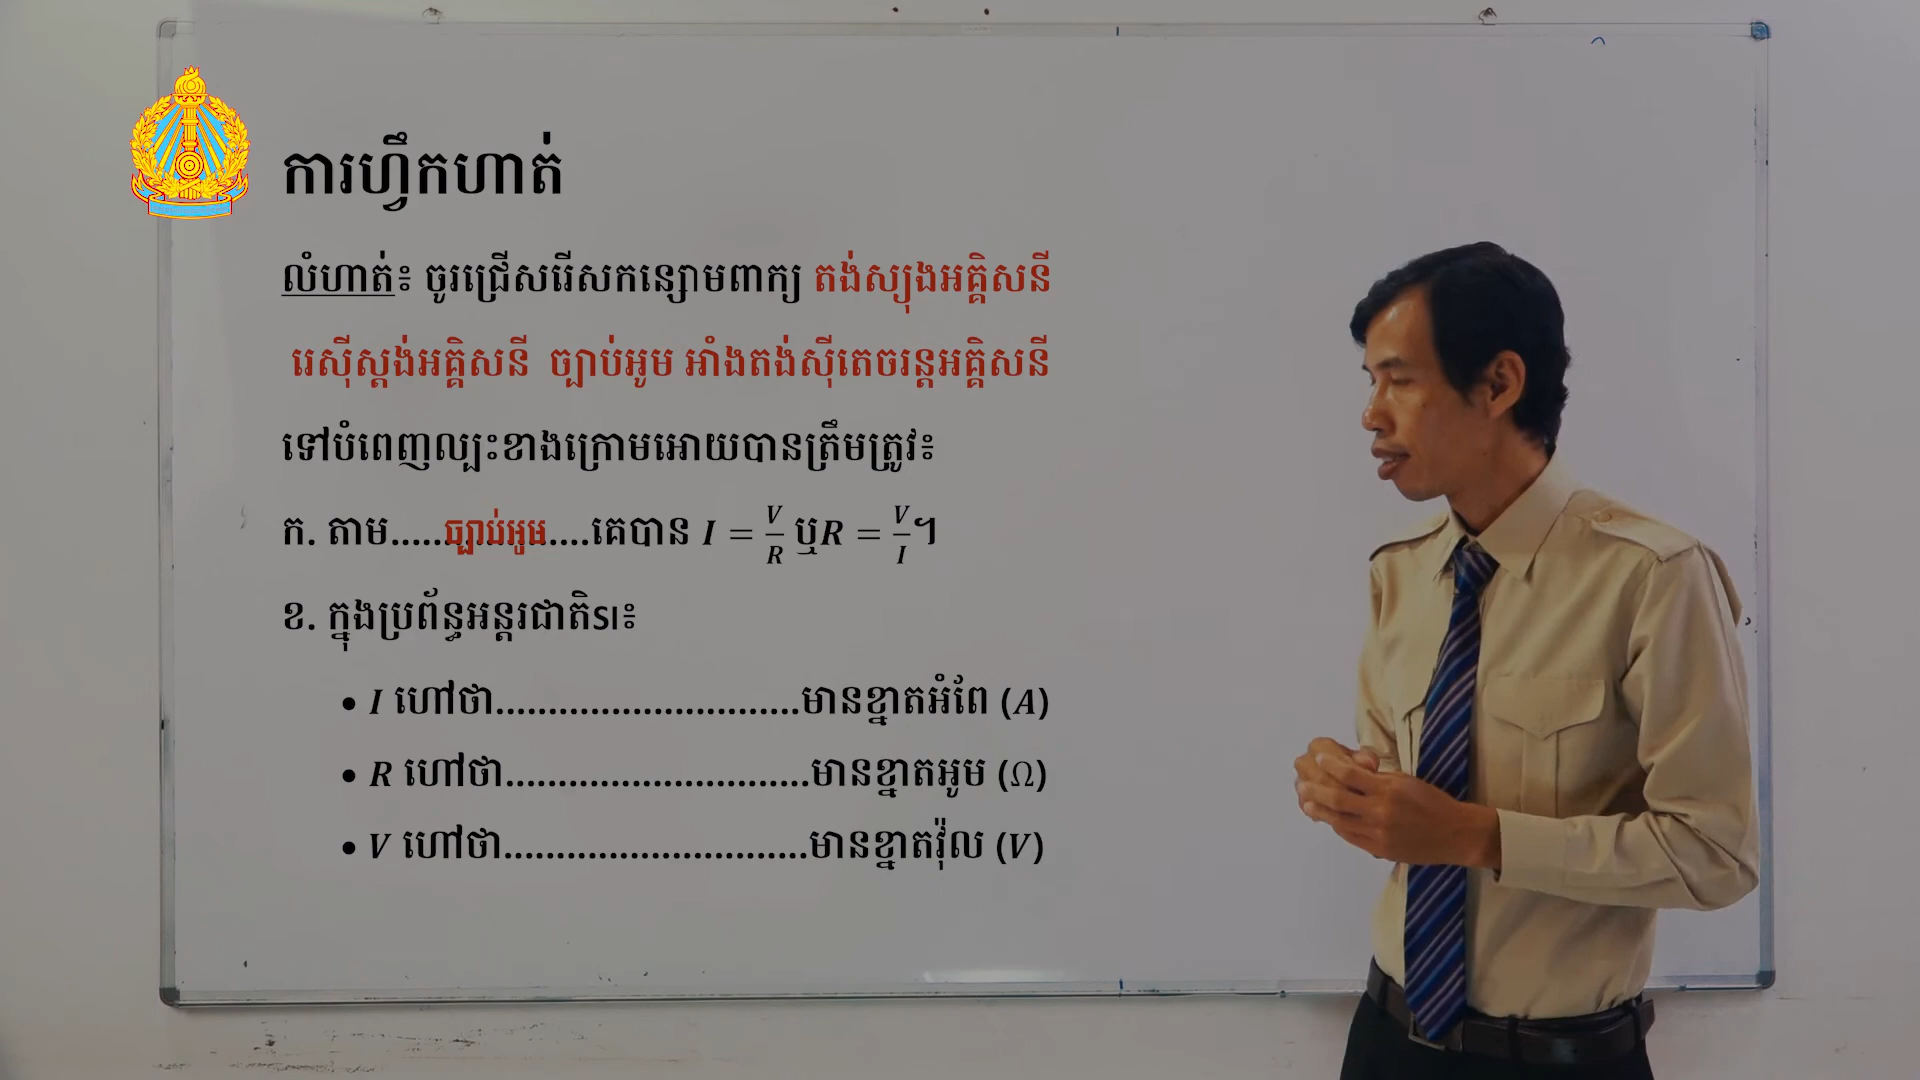 ការហ្វឹកហាត់
លំហាត់៖ ចូរជ្រើសរើសកន្សោមពាក្យ តង់ស្យុងអគ្គិសនី
រេស៊ីស្តង់អគ្គិសនី ច្បាប់អូម អាំងតង់ស៊ីតេចរន្តអគ្គិសនី
ទៅបំពេញល្បះខាងក្រោមអោយបានត្រឹមត្រូវ៖
ក. តាម......ច្បាប់អូម....គេបាន I = V/R ឬR = V/I ។
ខ. ក្នុងប្រព័ន្ធអន្តរជាតិSI៖
• I ហៅថា.............................មានខ្នាតអំពែ (A)
• R ហៅថា.............................មានខ្នាតអូម (Ω)
• V ហៅថា.............................មានខ្នាតវ៉ុល (V)